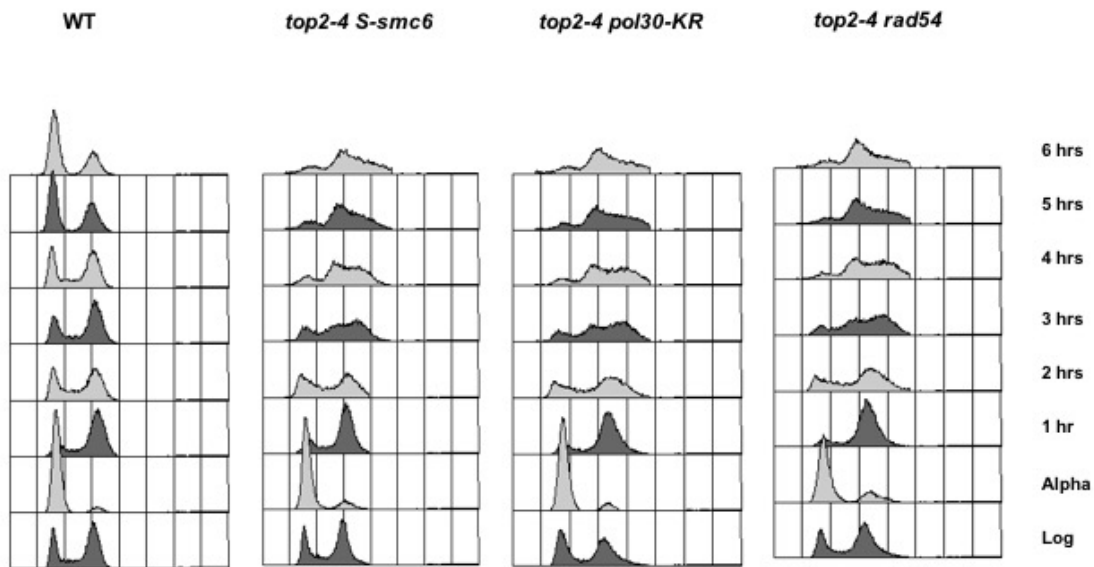 WT top2-4 S-smc6 top2-4 pol30-KR top2-4 rad54
6 hrs
5 hrs
4 hrs
3 hrs
2 hrs
1 hr
Alpha
Log